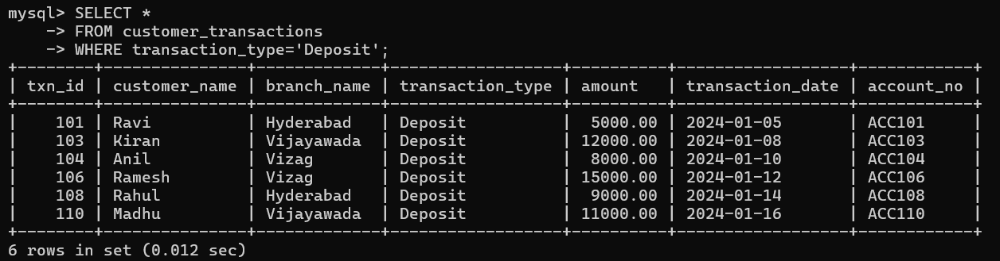 mysql> SELECT *
    -> FROM customer_transactions
    -> WHERE transaction_type='Deposit';
+--------+---------------+-------------+------------------+----------+------------------+------------+
| txn_id | customer_name | branch_name | transaction_type | amount   | transaction_date | account_no |
+--------+---------------+-------------+------------------+----------+------------------+------------+
|    101 | Ravi          | Hyderabad   | Deposit          |  5000.00 | 2024-01-05       | ACC101     |
|    103 | Kiran         | Vijayawada  | Deposit          | 12000.00 | 2024-01-08       | ACC103     |
|    104 | Anil          | Vizag       | Deposit          |  8000.00 | 2024-01-10       | ACC104     |
|    106 | Ramesh        | Vizag       | Deposit          | 15000.00 | 2024-01-12       | ACC106     |
|    108 | Rahul         | Hyderabad   | Deposit          |  9000.00 | 2024-01-14       | ACC108     |
|    110 | Madhu         | Vijayawada  | Deposit          | 11000.00 | 2024-01-16       | ACC110     |
+--------+---------------+-------------+------------------+----------+------------------+------------+
6 rows in set (0.012 sec)